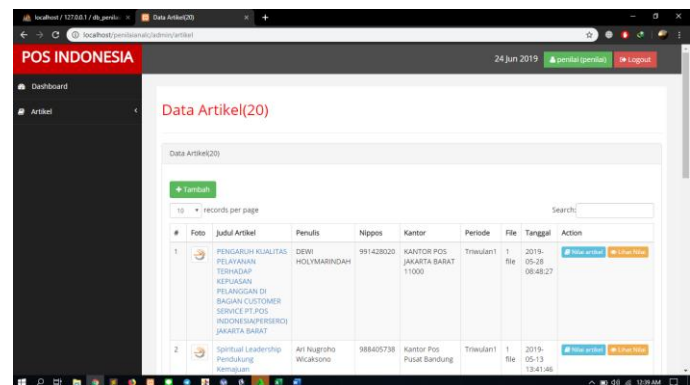 localhost / 127.0.0.1 / db_penila
Data Artikel(20)
localhost/penilaianalc/admin/artikel
POS INDONESIA
24 Jun 2019
penilai (penilai)
Logout
Dashboard
Artikel
Data Artikel(20)
Data Artikel(20)
Tambah
10 records per page
Search:
# Foto Judul Artikel Penulis Nippos Kantor Periode File Tanggal Action
1 PENGARUH KUALITAS DEWI 991428020 KANTOR POS Triwulan1 1 2019- Nilai artikel Lihat Nilai
PELAYANAN HOLYMARINDAH JAKARTA BARAT file 05-28
TERHADAP 11000 08:48:27
KEPUASAN
PELANGGAN DI
BAGIAN CUSTOMER
SERVICE PT.POS
INDONESIA(PERSERO)
JAKARTA BARAT
2 Spiritual Leadership Ari Nugroho 988405738 Kantor Pos Triwulan1 1 2019- Nilai artikel Lihat Nilai
Pendukung Wicaksono Pusat Bandung file 05-13
Kemajuan 13:41:46
12:39 AM